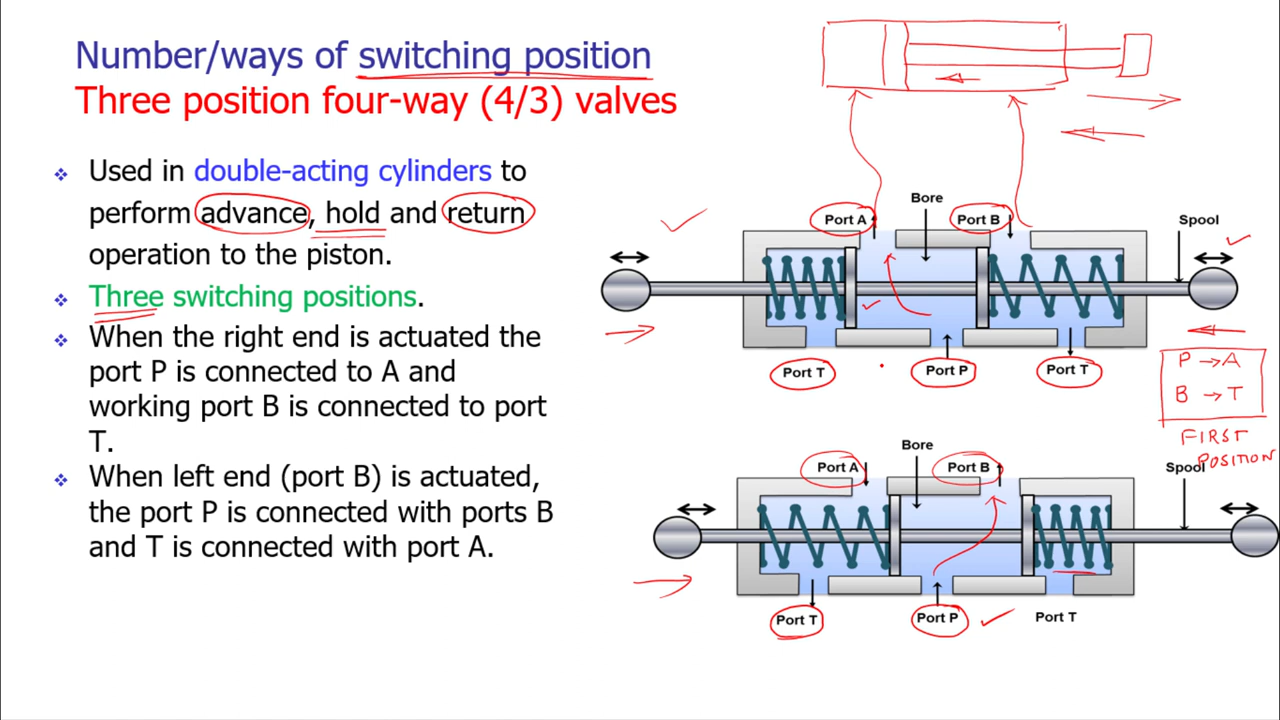 Number/ways of switching position
Three position four-way (4/3) valves
❖ Used in double-acting cylinders to
perform advance, hold and return
operation to the piston.
❖ Three switching positions.
❖ When the right end is actuated the
port P is connected to A and
working port B is connected to port
T.
❖ When left end (port B) is actuated,
the port P is connected with ports B
and T is connected with port A.
Bore
Port A
Port B
Spool
Port T
Port P
Port T
P → A
B → T
FIRST
POSITION
Bore
Port A
Port B
Spool
Port T
Port P
Port T